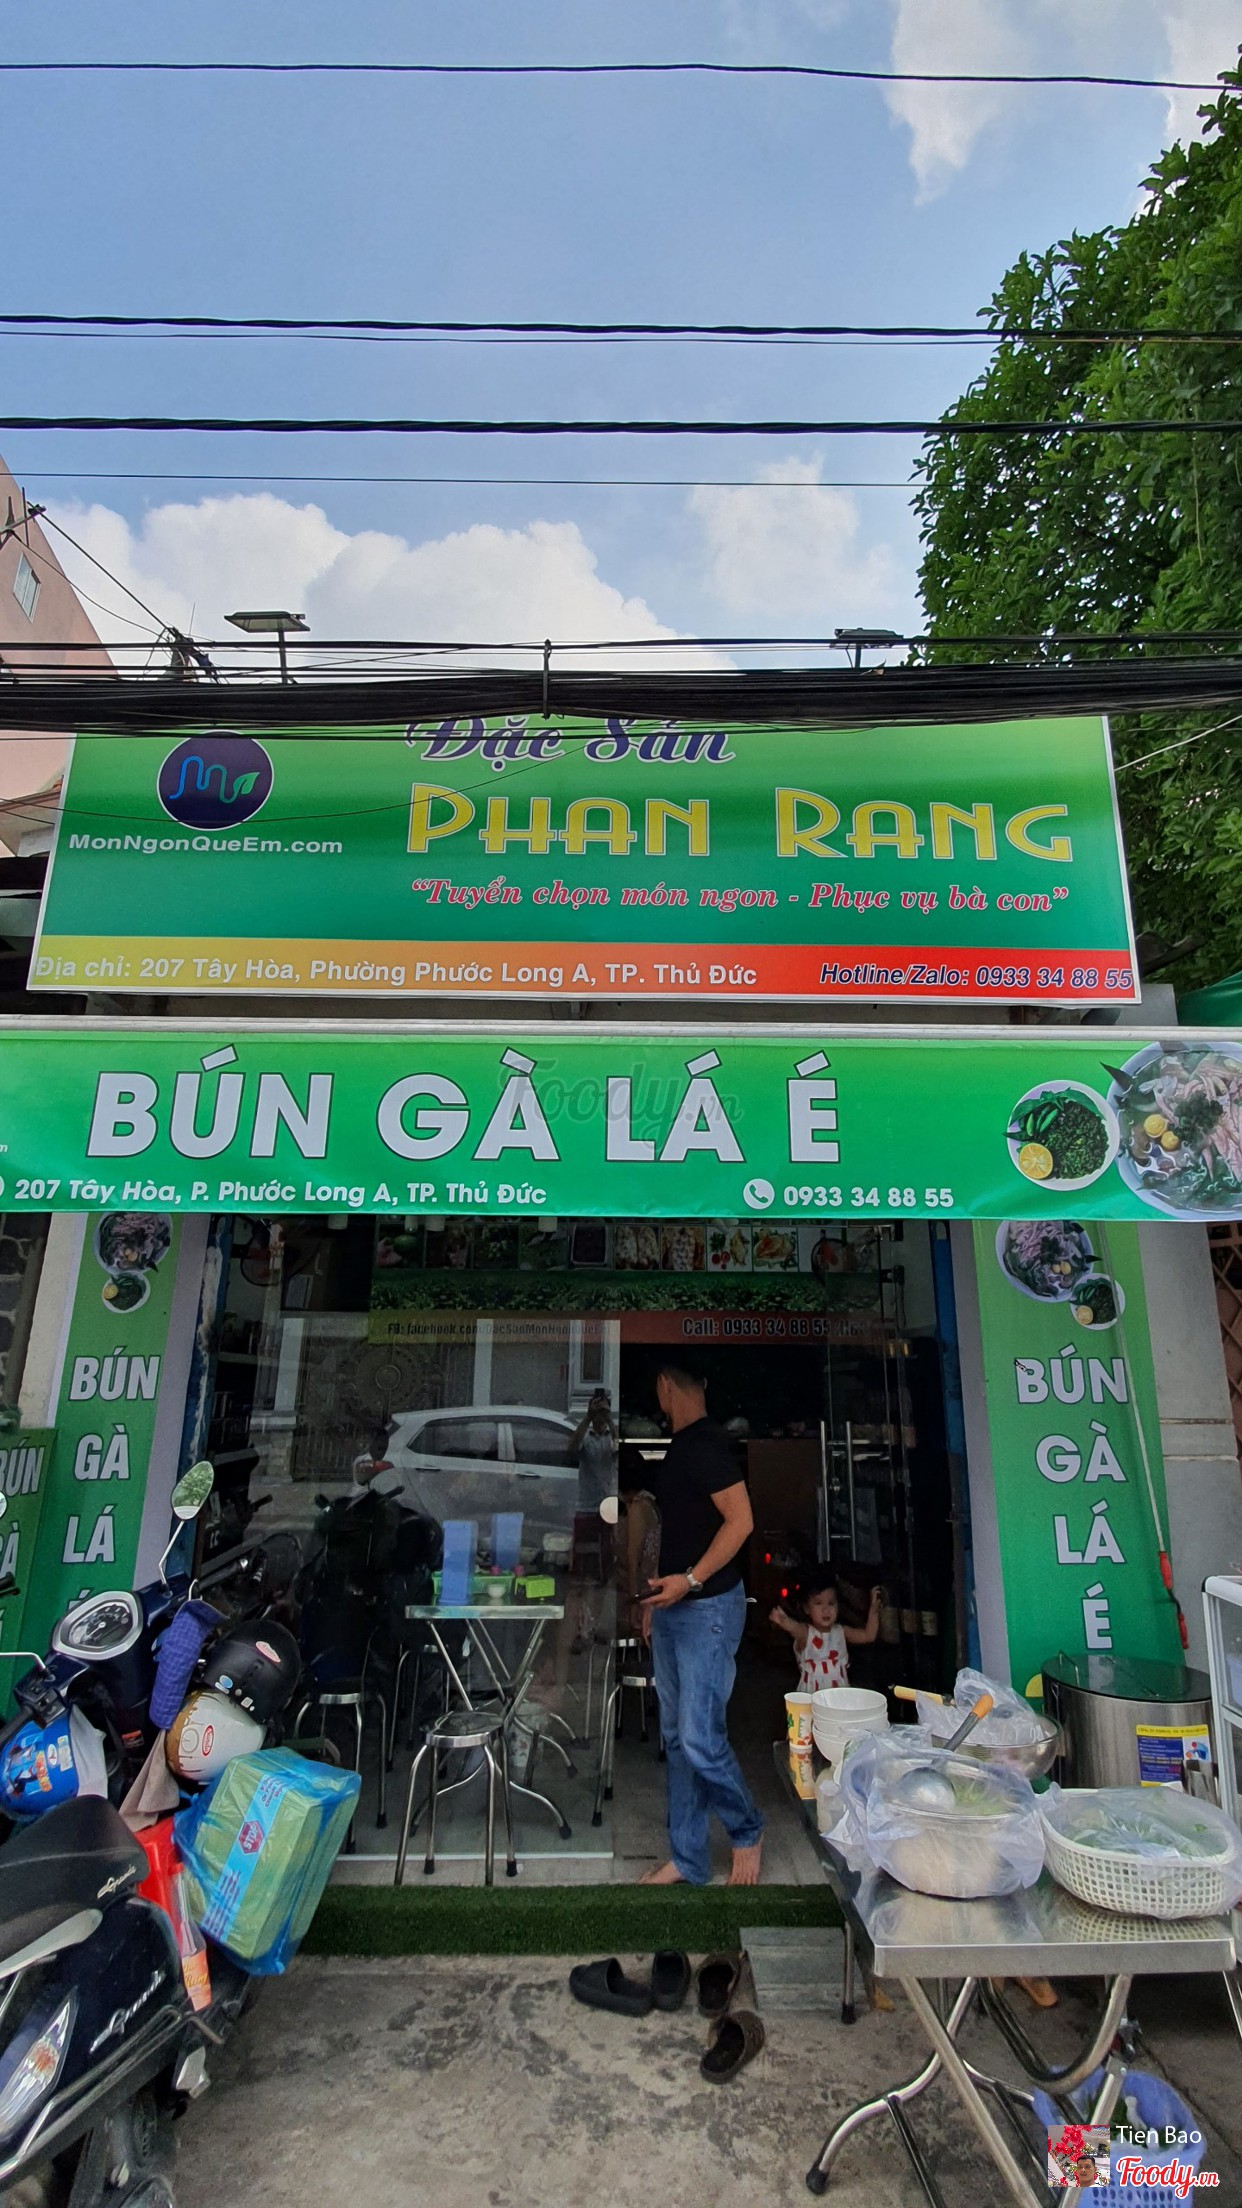 Đặc Sản
MonNgonQueEm.com
PHAN RANG
“Tuyển chọn món ngon - Phục vụ bà con”
Địa chỉ: 207 Tây Hòa, Phường Phước Long A, TP. Thủ Đức
Hotline/Zalo: 0933 34 88 55
BÚN GÀ LÁ É
Foody.vn
207 Tây Hòa, P. Phước Long A, TP. Thủ Đức
0933 34 88 55
Call: 0933 34 88 55
BÚN
GÀ
LÁ
BÚN
GÀ
LÁ
É
BÚN
Tien Bao
Foody.vn